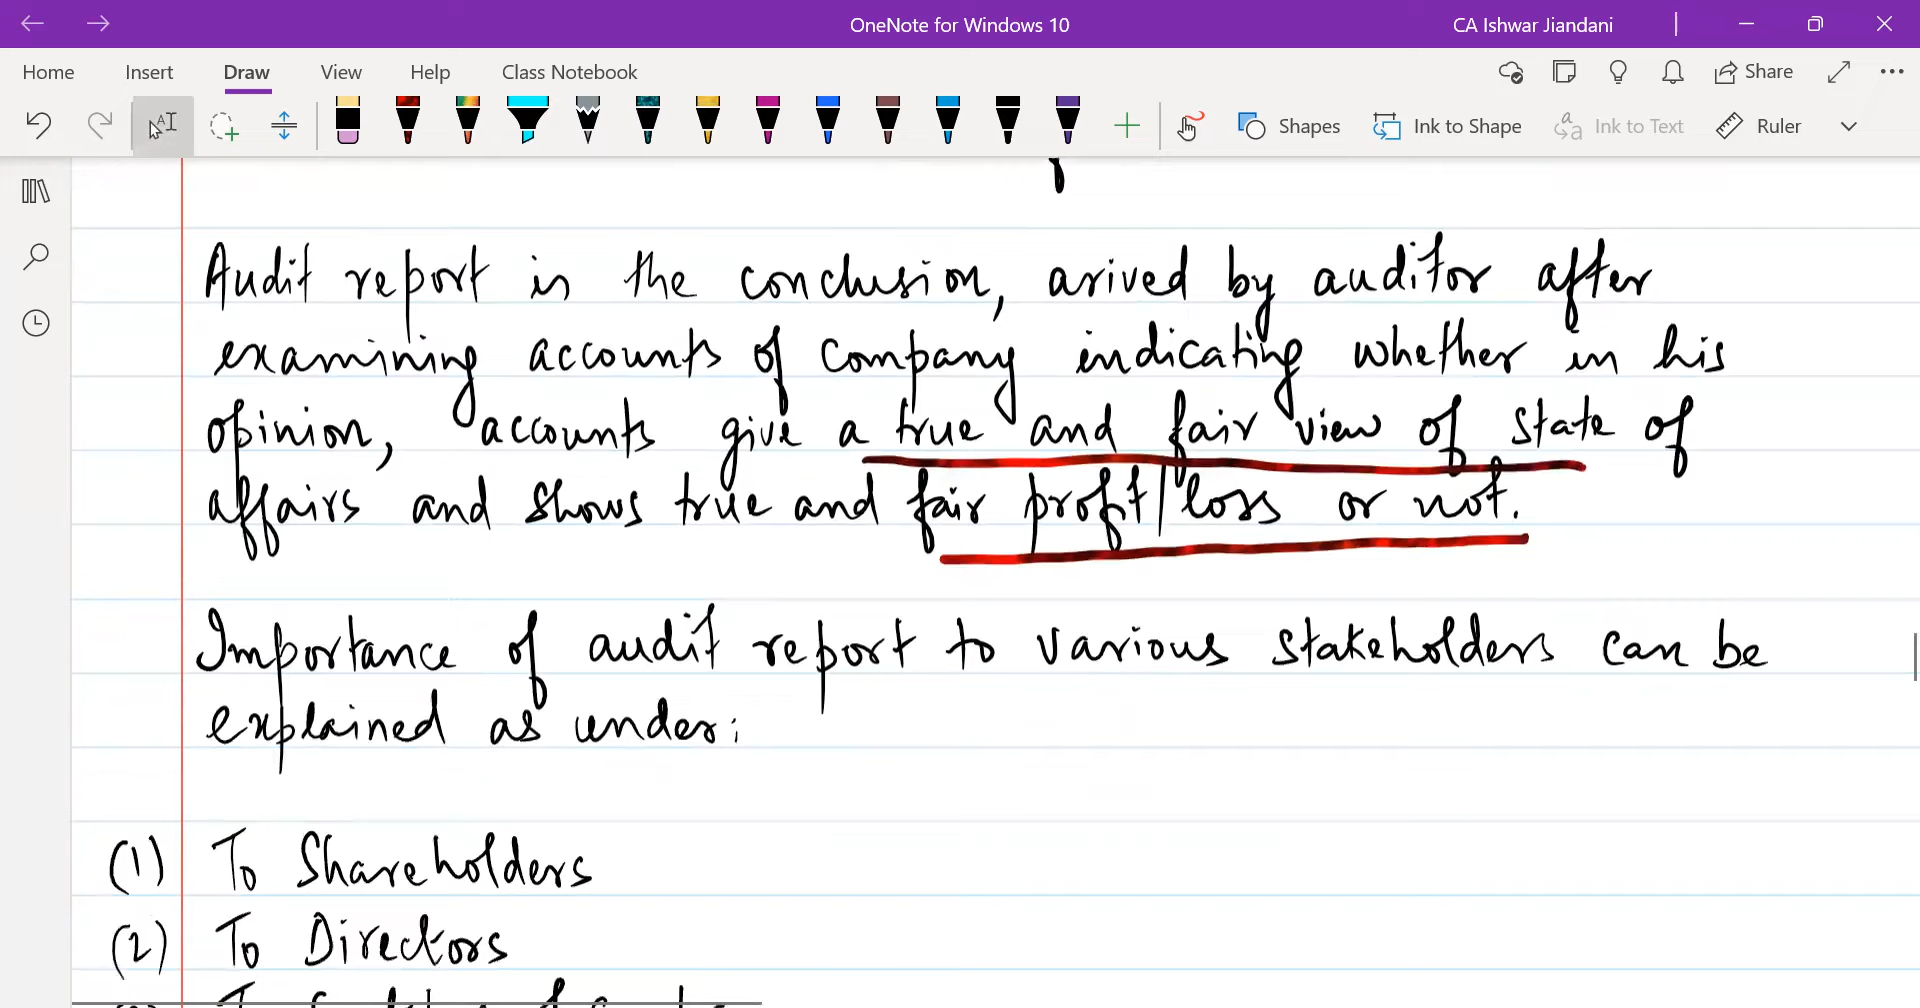 OneNote for Windows 10
CA Ishwar Jiandani
Home Insert Draw View Help Class Notebook Share
Shapes Ink to Shape Ink to Text Ruler
Audit report is the conclusion, arived by auditor after
examining accounts of company indicating whether in his
opinion, accounts give a true and fair view of state of
affairs and shows true and fair profit/loss or not.
Importance of audit report to various stakeholders can be
explained as under:
(1) To Shareholders
(2) To Directors